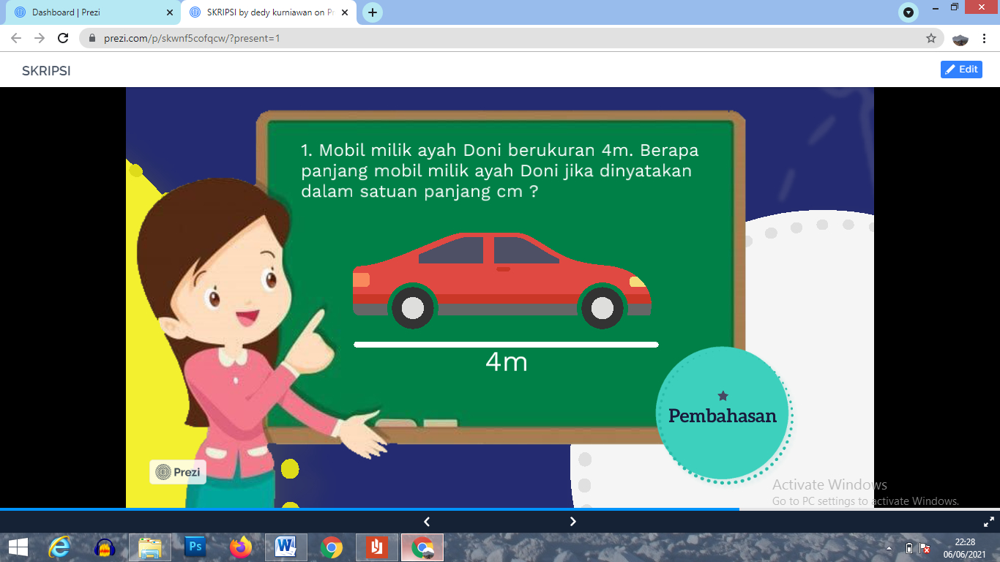 Dashboard | Prezi
SKRIPSI by dedy kurniawan on Pr
prezi.com/p/skwnf5cofqcw/?present=1
SKRIPSI
Edit
1. Mobil milik ayah Doni berukuran 4m. Berapa
panjang mobil milik ayah Doni jika dinyatakan
dalam satuan panjang cm ?
4m
Pembahasan
Prezi
Activate Windows
Go to PC settings to activate Windows.
Ps
22:28
06/06/2021